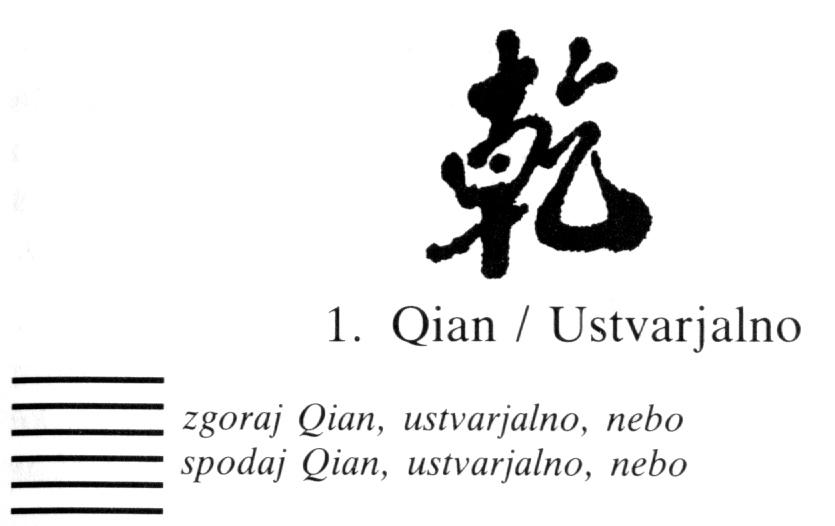 乾
1. Qian / Ustvarjalno
zgoraj Qian, ustvarjalno, nebo
spodaj Qian, ustvarjalno, nebo